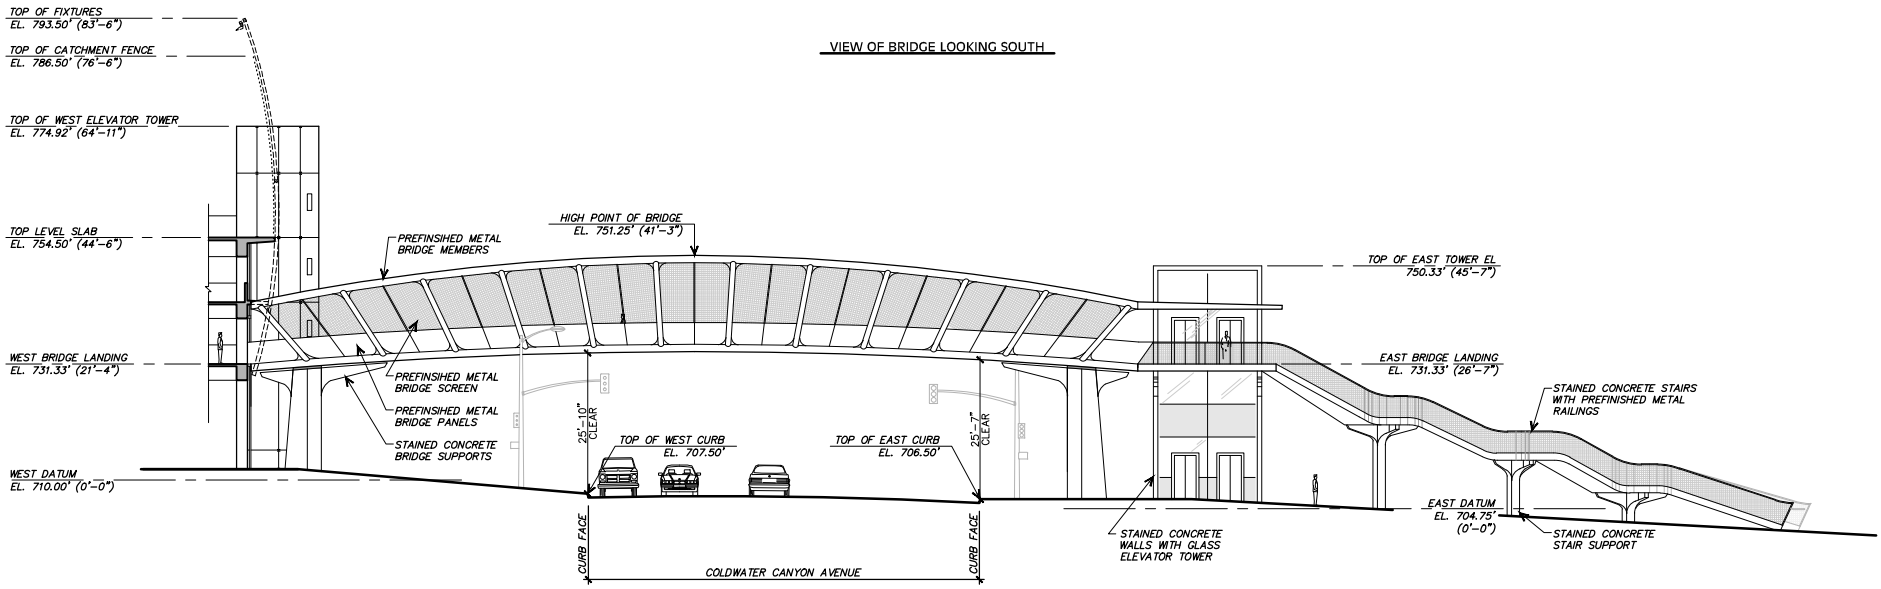 VIEW OF BRIDGE LOOKING SOUTH
TOP OF FIXTURES
EL. 793.50' (83'-6")
TOP OF CATCHMENT FENCE
EL. 786.50' (76'-6")
TOP OF WEST ELEVATOR TOWER
EL. 774.92' (64'-11")
TOP LEVEL SLAB
EL. 754.50' (44'-6")
WEST BRIDGE LANDING
EL. 731.33' (21'-4")
WEST DATUM
EL. 710.00' (0'-0")
PREFINSIHED METAL
BRIDGE MEMBERS
HIGH POINT OF BRIDGE
EL. 751.25' (41'-3")
PREFINSIHED METAL
BRIDGE SCREEN
PREFINSIHED METAL
BRIDGE PANELS
STAINED CONCRETE
BRIDGE SUPPORTS
25'-10"
CLEAR
TOP OF WEST CURB
EL. 707.50'
TOP OF EAST CURB
EL. 706.50'
25'-7"
CLEAR
CURB FACE
COLDWATER CANYON AVENUE
CURB FACE
TOP OF EAST TOWER EL
750.33' (45'-7")
EAST BRIDGE LANDING
EL. 731.33' (26'-7")
STAINED CONCRETE STAIRS
WITH PREFINISHED METAL
RAILINGS
EAST DATUM
EL. 704.75'
(0'-0")
STAINED CONCRETE
WALLS WITH GLASS
ELEVATOR TOWER
STAINED CONCRETE
STAIR SUPPORT